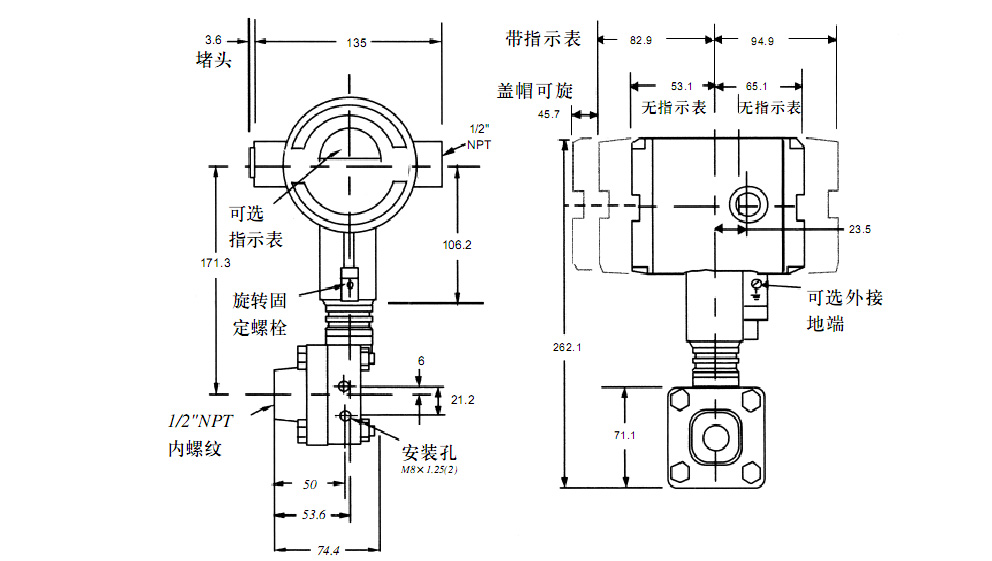 3.6
堵头
135
1/2"
NPT
可选
指示表
171.3
106.2
旋转固
定螺栓
6
21.2
1/2"NPT
内螺纹
安装孔
M8×1.25(2)
50
53.6
74.4
带指示表
82.9
94.9
盖帽可旋
45.7
53.1
65.1
无指示表
无指示表
23.5
可选外接
地端
262.1
71.1